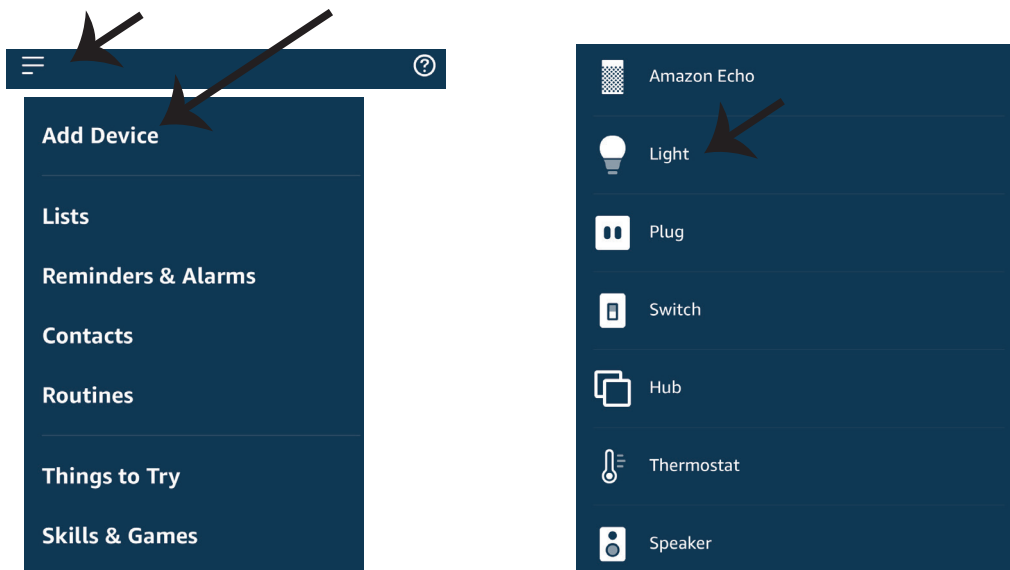 ?
Add Device
Lists
Reminders & Alarms
Contacts
Routines
Things to Try
Skills & Games
Amazon Echo
Light
Plug
Switch
Hub
Thermostat
Speaker